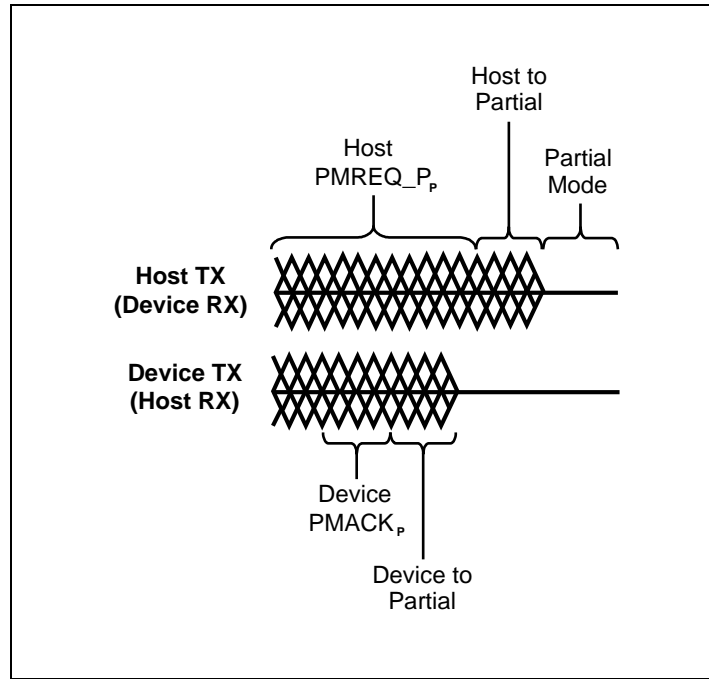 Host to
Partial
Host
PMREQ_PP
Partial
Mode
Host TX
(Device RX)
Device TX
(Host RX)
Device
PMACKP
Device to
Partial